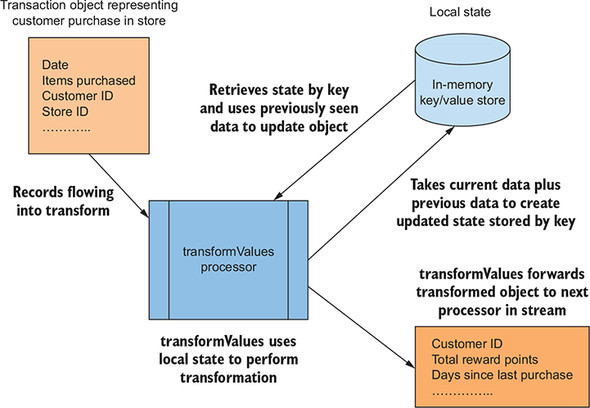 Transaction object representing
customer purchase in store
Date
Items purchased
Customer ID
Store ID
………..
Local state
In-memory
key/value store
Retrieves state by key
and uses previously seen
data to update object
Records flowing
into transform
Takes current data plus
previous data to create
updated state stored by key
transformValues
processor
transformValues uses
local state to perform
transformation
transformValues forwards
transformed object to next
processor in stream
Customer ID
Total reward points
Days since last purchase
…………...